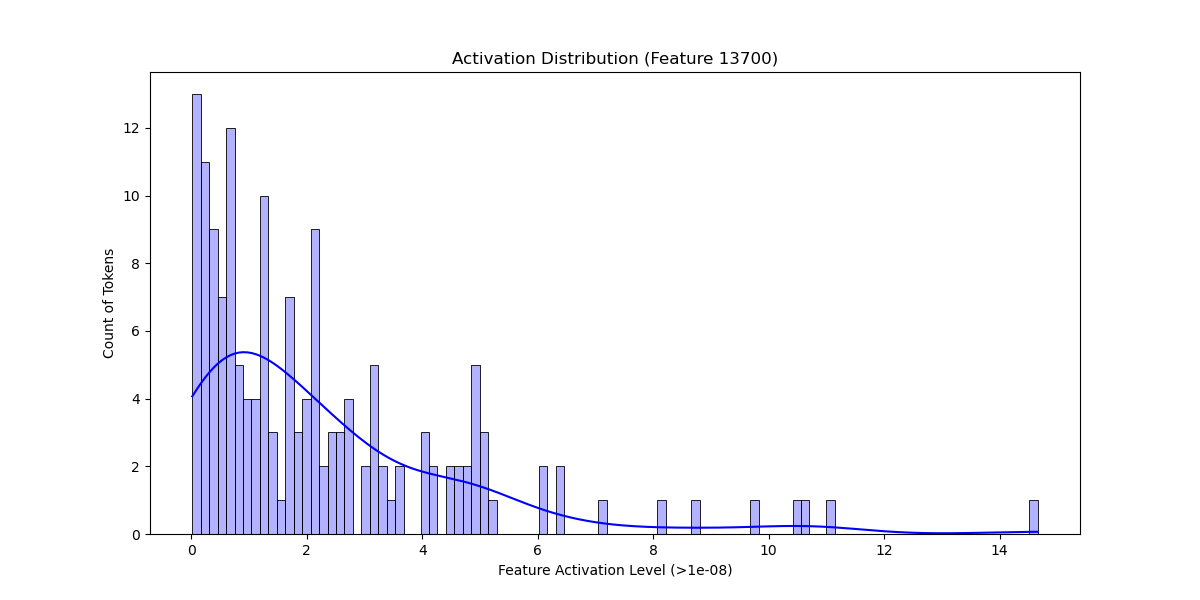 Activation Distribution (Feature 13700)
12
10
8
6
4
2
0
Count of Tokens
0 2 4 6 8 10 12 14
Feature Activation Level (>1e-08)